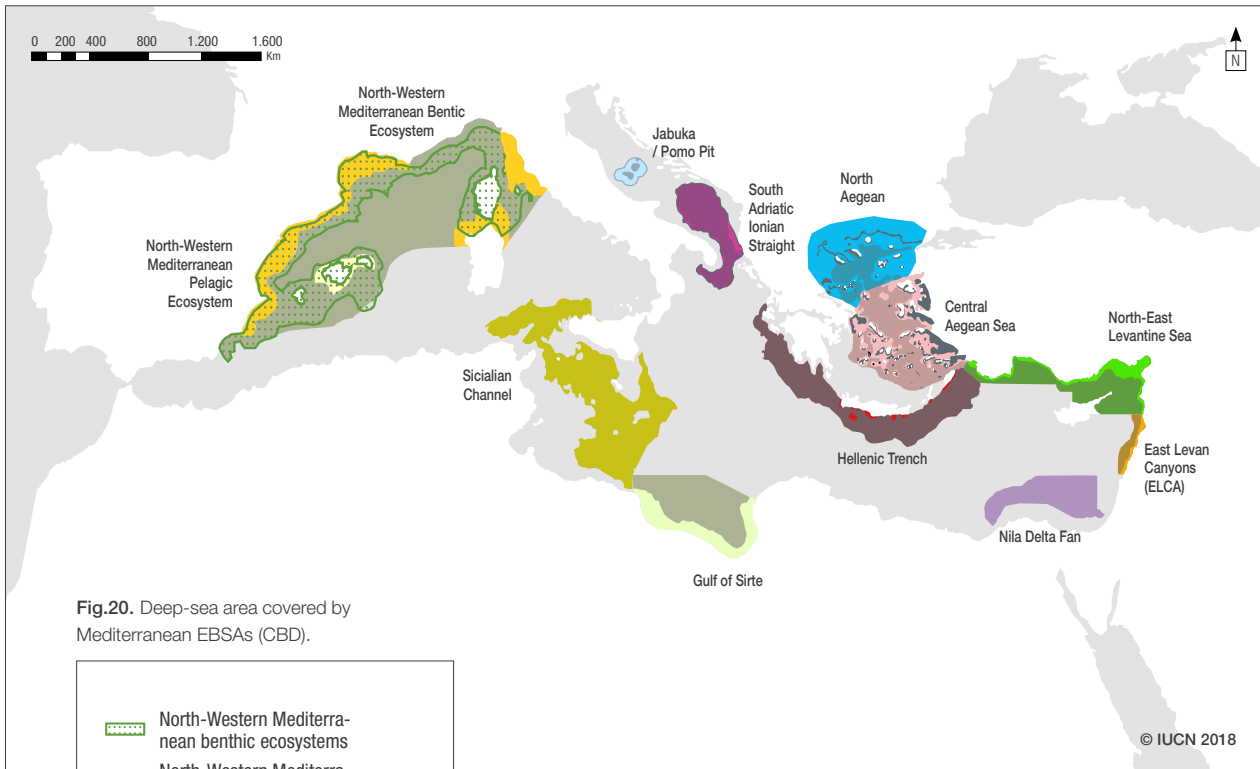 0 200 400 800 1.200 1.600
Km
N
North-Western
Mediterranean Bentic
Ecosystem
Jabuka
/ Pomo Pit
North
Aegean
South
Adriatic
Ionian
Straight
North-Western
Mediterranean
Pelagic
Ecosystem
Central
Aegean Sea
North-East
Levantine Sea
Sicialian
Channel
Hellenic Trench
East Levan
Canyons
(ELCA)
Nila Delta Fan
Gulf of Sirte
Fig.20. Deep-sea area covered by
Mediterranean EBSAs (CBD).
North-Western Mediterra-
nean benthic ecosystems
North-Western Mediterra-
© IUCN 2018